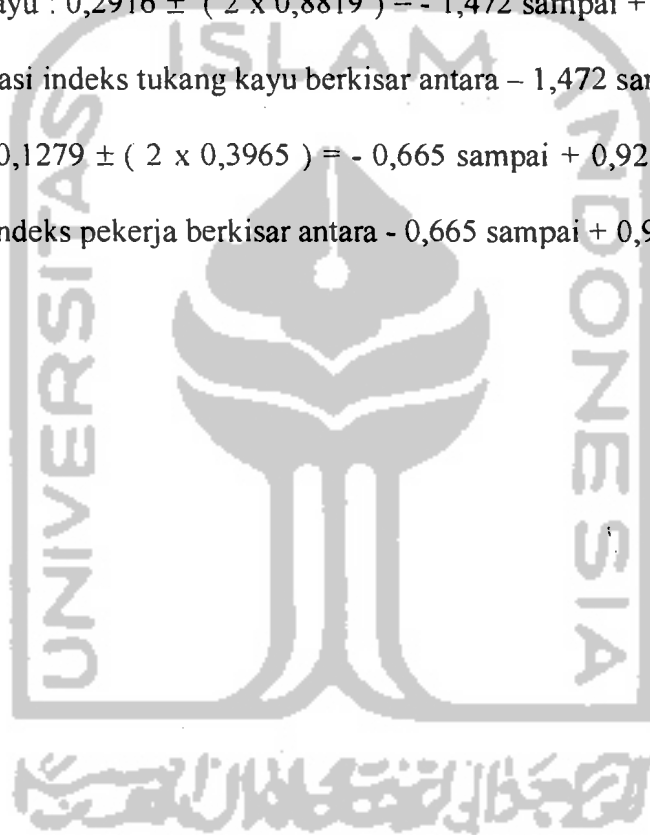 ayu : 0,2916 ± ( 2 x 0,8819 ) = - 1,472 sampai +
asi indeks tukang kayu berkisar antara – 1,472 sam
0,1279 ± ( 2 x 0,3965 ) = - 0,665 sampai + 0,92
ndeks pekerja berkisar antara - 0,665 sampai + 0,9
ISLAM
UNIVERSITAS
INDONESIA